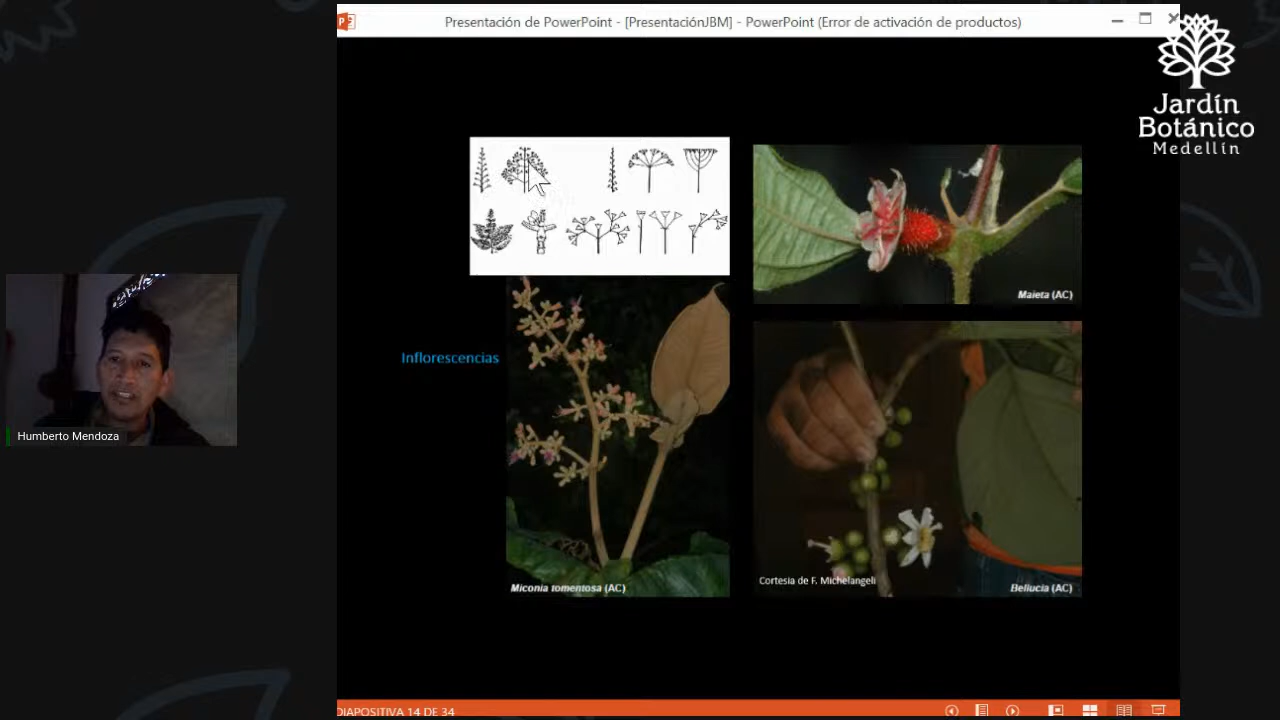 Presentación de PowerPoint - [PresentaciónJBM] - PowerPoint (Error de activación de productos)
Jardín
Botánico
Medellín
Maieta (AC)
Inflorescencias
Humberto Mendoza
Cortesia de F. Michelangeli
Miconia tomentosa (AC)
Bellucia (AC)
DIAPOSITIVA 14 DE 34